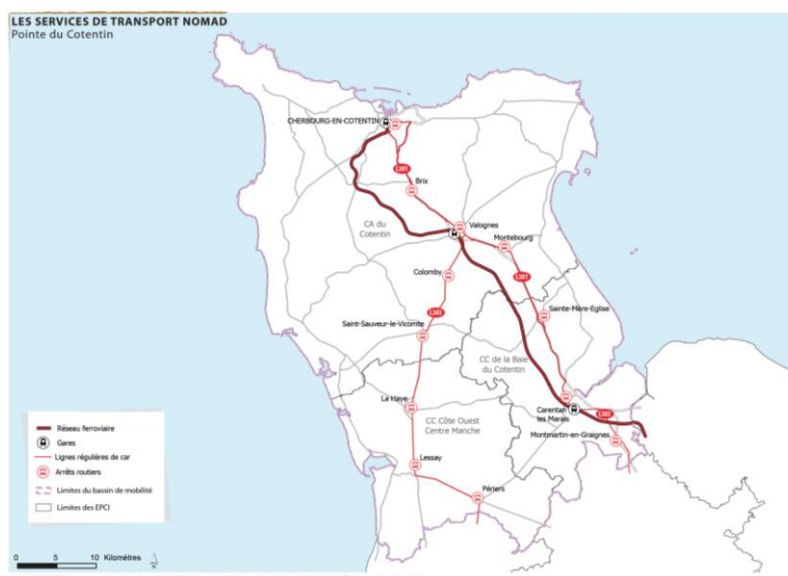 LES SERVICES DE TRANSPORT NOMAD
Pointe du Cotentin
CHERBOURG-EN-COTENTIN
L301
Brix
CA du
Cotentin
Valognes
Montebourg
Colomby
L301
L303
Sainte-Mère-Eglise
Saint-Sauveur-le-Vicomte
CC de la Baie
du Cotentin
La Haye
CC Côte Ouest
Centre Manche
Carentan
les Marais
L302
Montmartin-en-Graignes
Lessay
Périers
Réseau ferroviaire
Gares
Lignes régulières de car
Arrêts routiers
Limites du bassin de mobilité
Limites des EPCI
0 5 10 Kilomètres